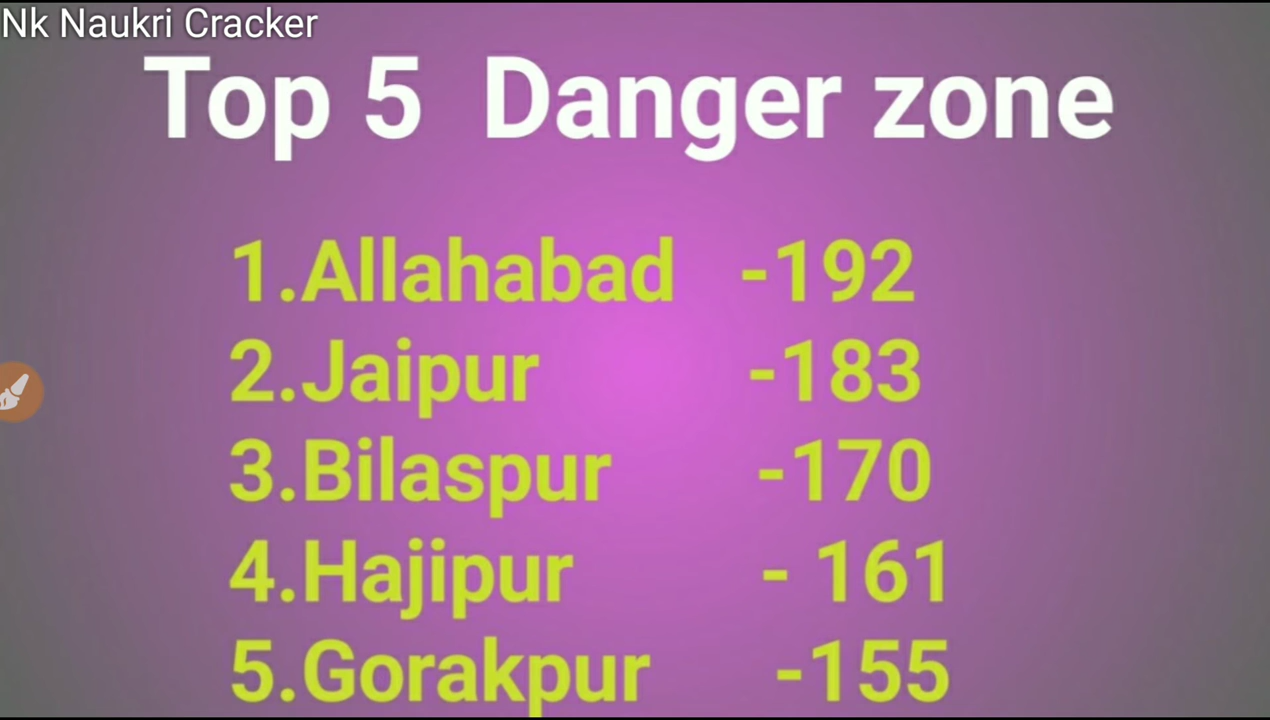 Nk Naukri Cracker
Top 5 Danger zone
1.Allahabad -192
2.Jaipur -183
3.Bilaspur -170
4.Hajipur - 161
5.Gorakpur -155